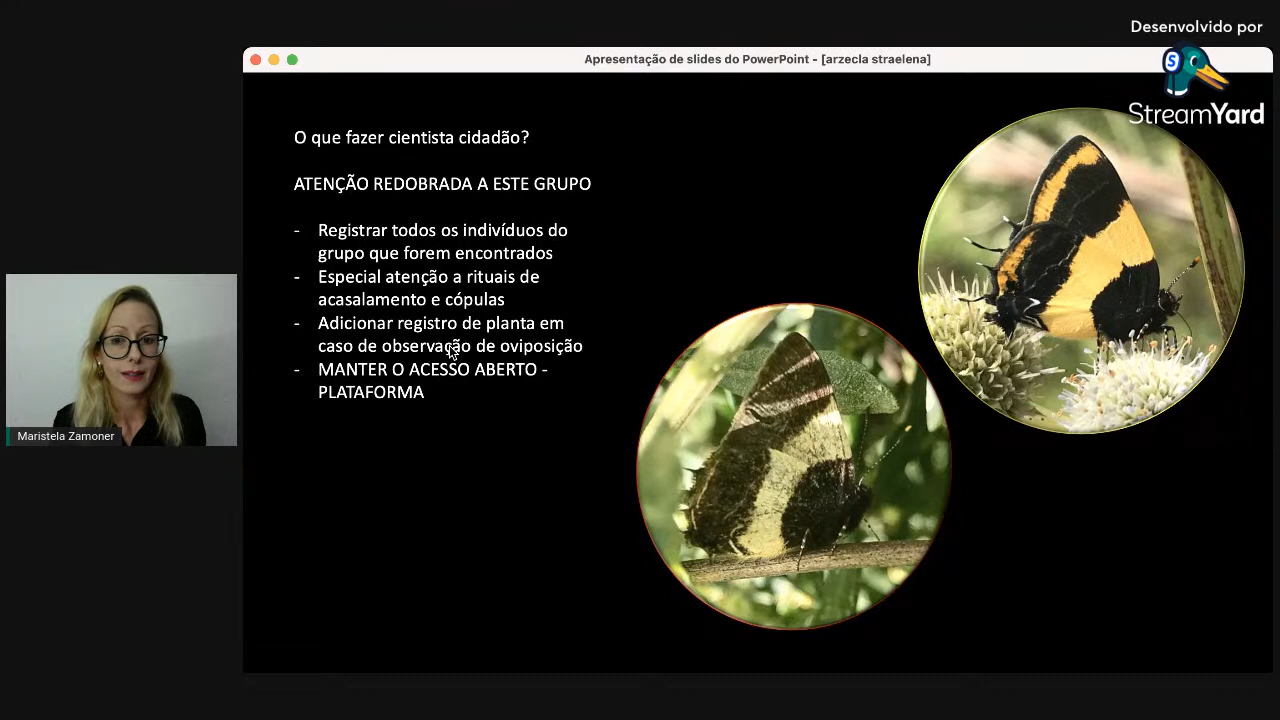 Desenvolvido por
StreamYard
Apresentação de slides do PowerPoint - [arzecla straelena]
O que fazer cientista cidadão?
ATENÇÃO REDOBRADA A ESTE GRUPO
- Registrar todos os indivíduos do
grupo que forem encontrados
- Especial atenção a rituais de
acasalamento e cópulas
- Adicionar registro de planta em
caso de observação de oviposição
- MANTER O ACESSO ABERTO -
PLATAFORMA
Maristela Zamoner